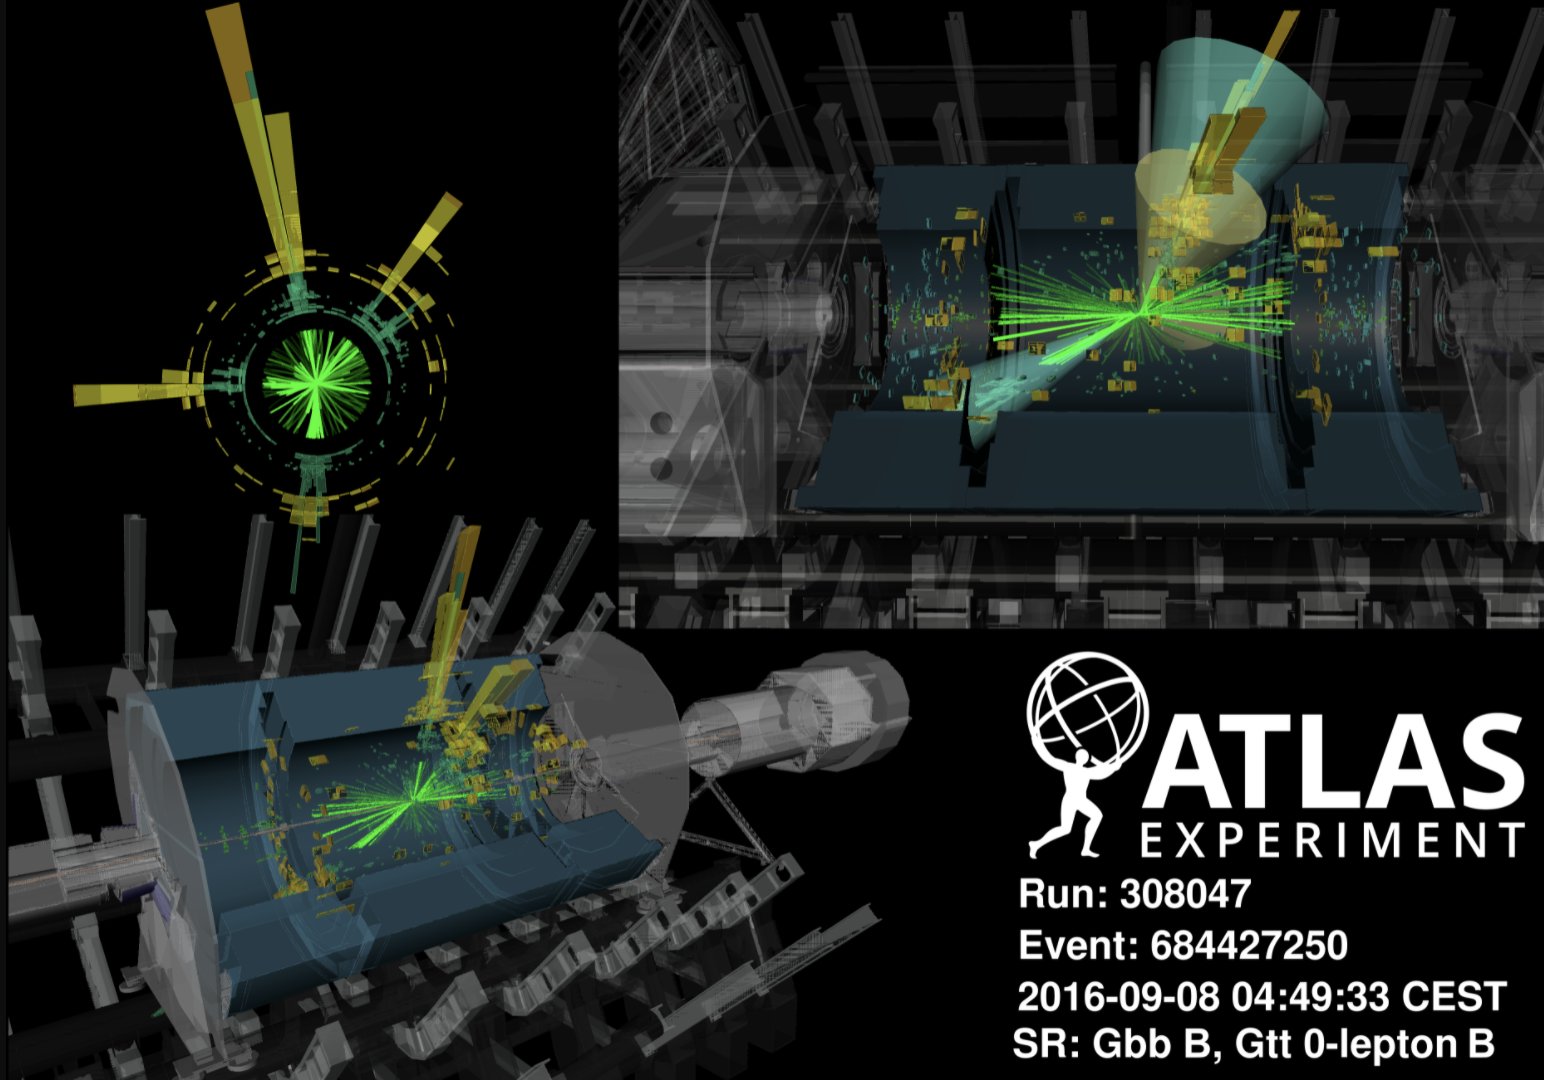 ATLAS
EXPERIMENT
Run: 308047
Event: 684427250
2016-09-08 04:49:33 CEST
SR: Gbb B, Gtt 0-lepton B